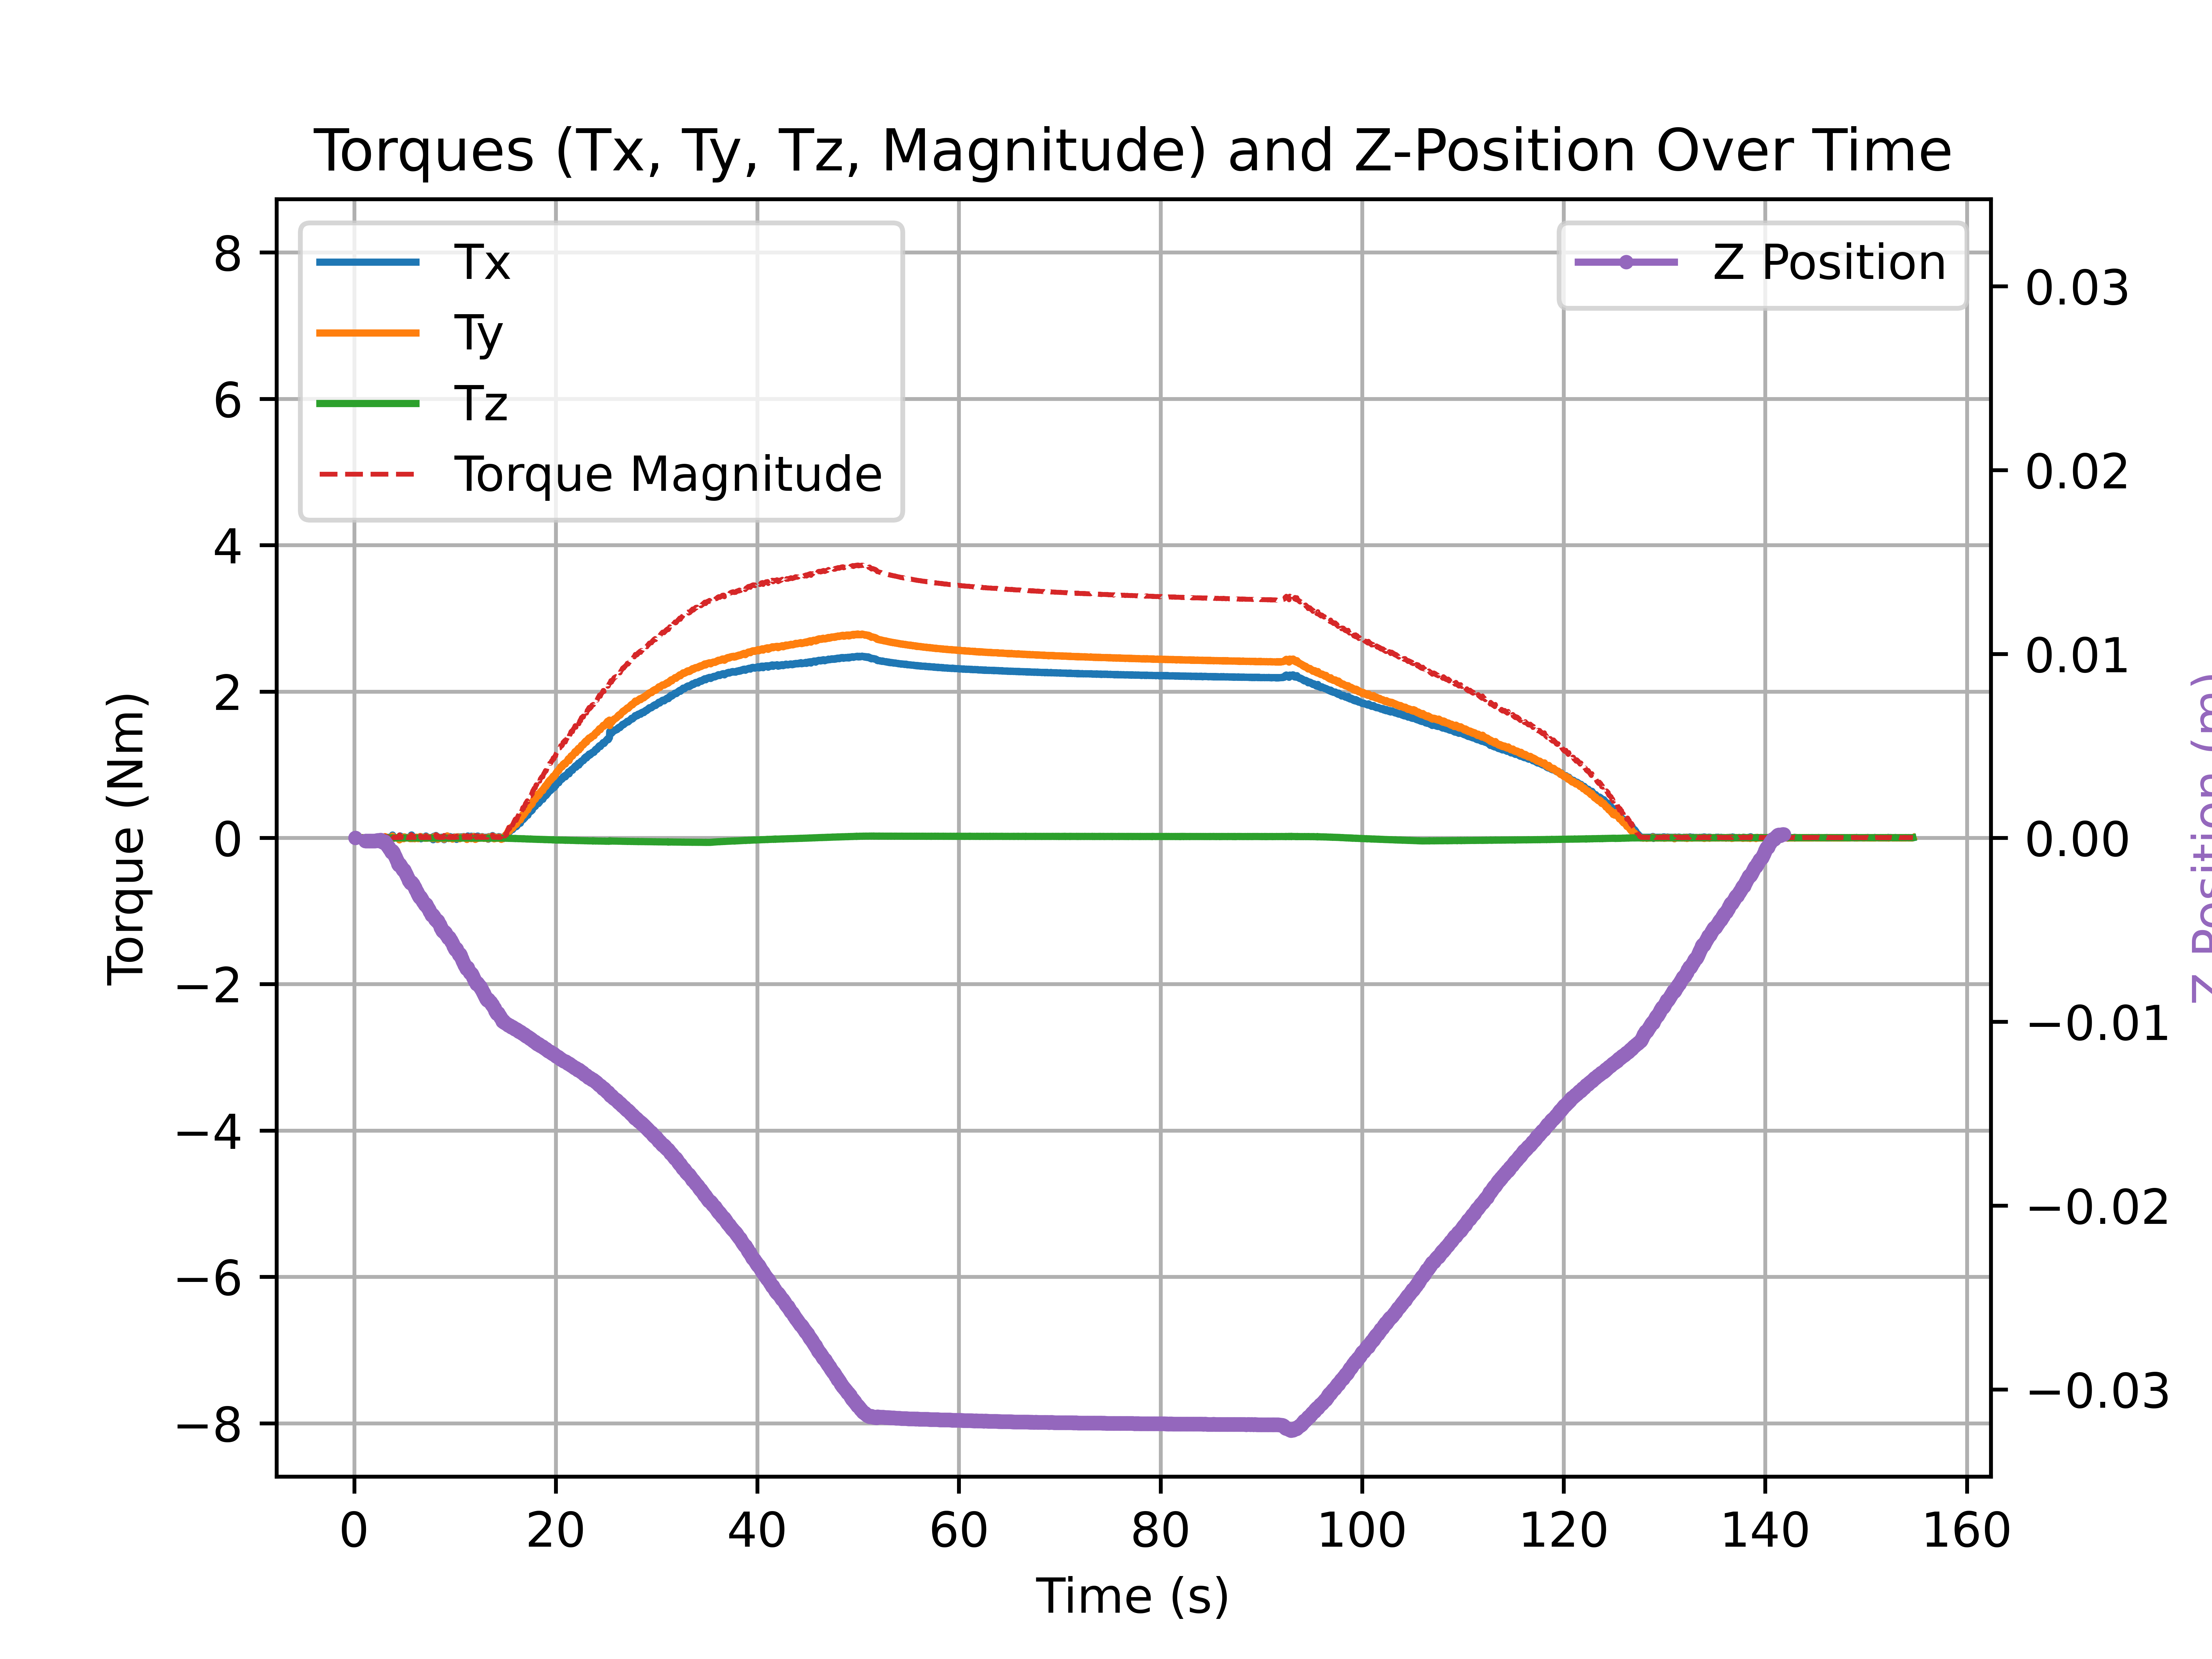 Torques (Tx, Ty, Tz, Magnitude) and Z-Position Over Time
Tx
Ty
Tz
Torque Magnitude
Z Position
8
6
4
2
0
−2
−4
−6
−8
Torque (Nm)
0.03
0.02
0.01
0.00
−0.01
−0.02
−0.03
Z Position (m)
0 20 40 60 80 100 120 140 160
Time (s)